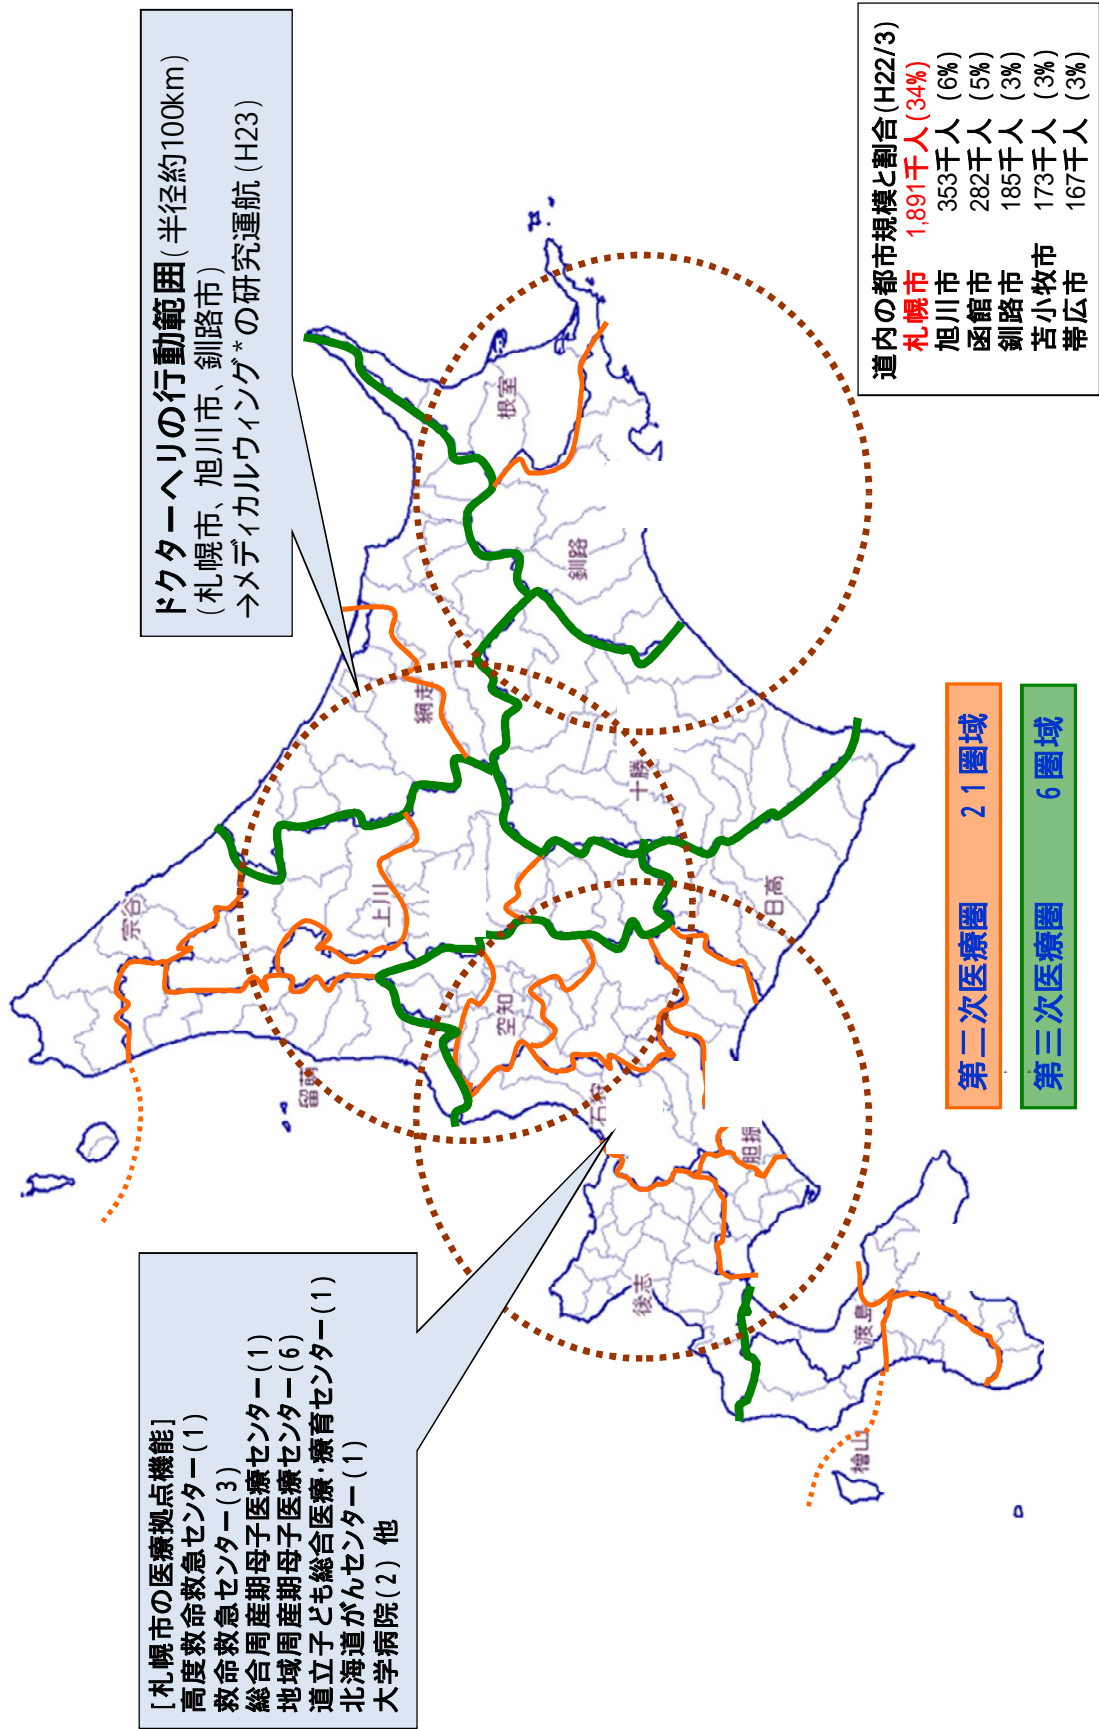 ドクターヘリの行動範囲(半径約100km)
(札幌市、旭川市、釧路市)
→メディカルウィング*の研究運航(H23)
[札幌市の医療拠点機能]
高度救命救急センター(1)
救命救急センター(3)
総合周産期母子医療センター(1)
地域周産期母子医療センター(6)
道立子ども総合医療・療育センター(1)
北海道がんセンター(1)
大学病院(2) 他
宗谷
留萌
上川
網走
根室
釧路
十勝
日高
空知
石狩
胆振
後志
渡島
檜山
第二次医療圏 21圏域
第三次医療圏 6圏域
道内の都市規模と割合(H22/3)
札幌市 1,891千人(34%)
旭川市 353千人 (6%)
函館市 282千人 (5%)
釧路市 185千人 (3%)
苫小牧市 173千人 (3%)
帯広市 167千人 (3%)